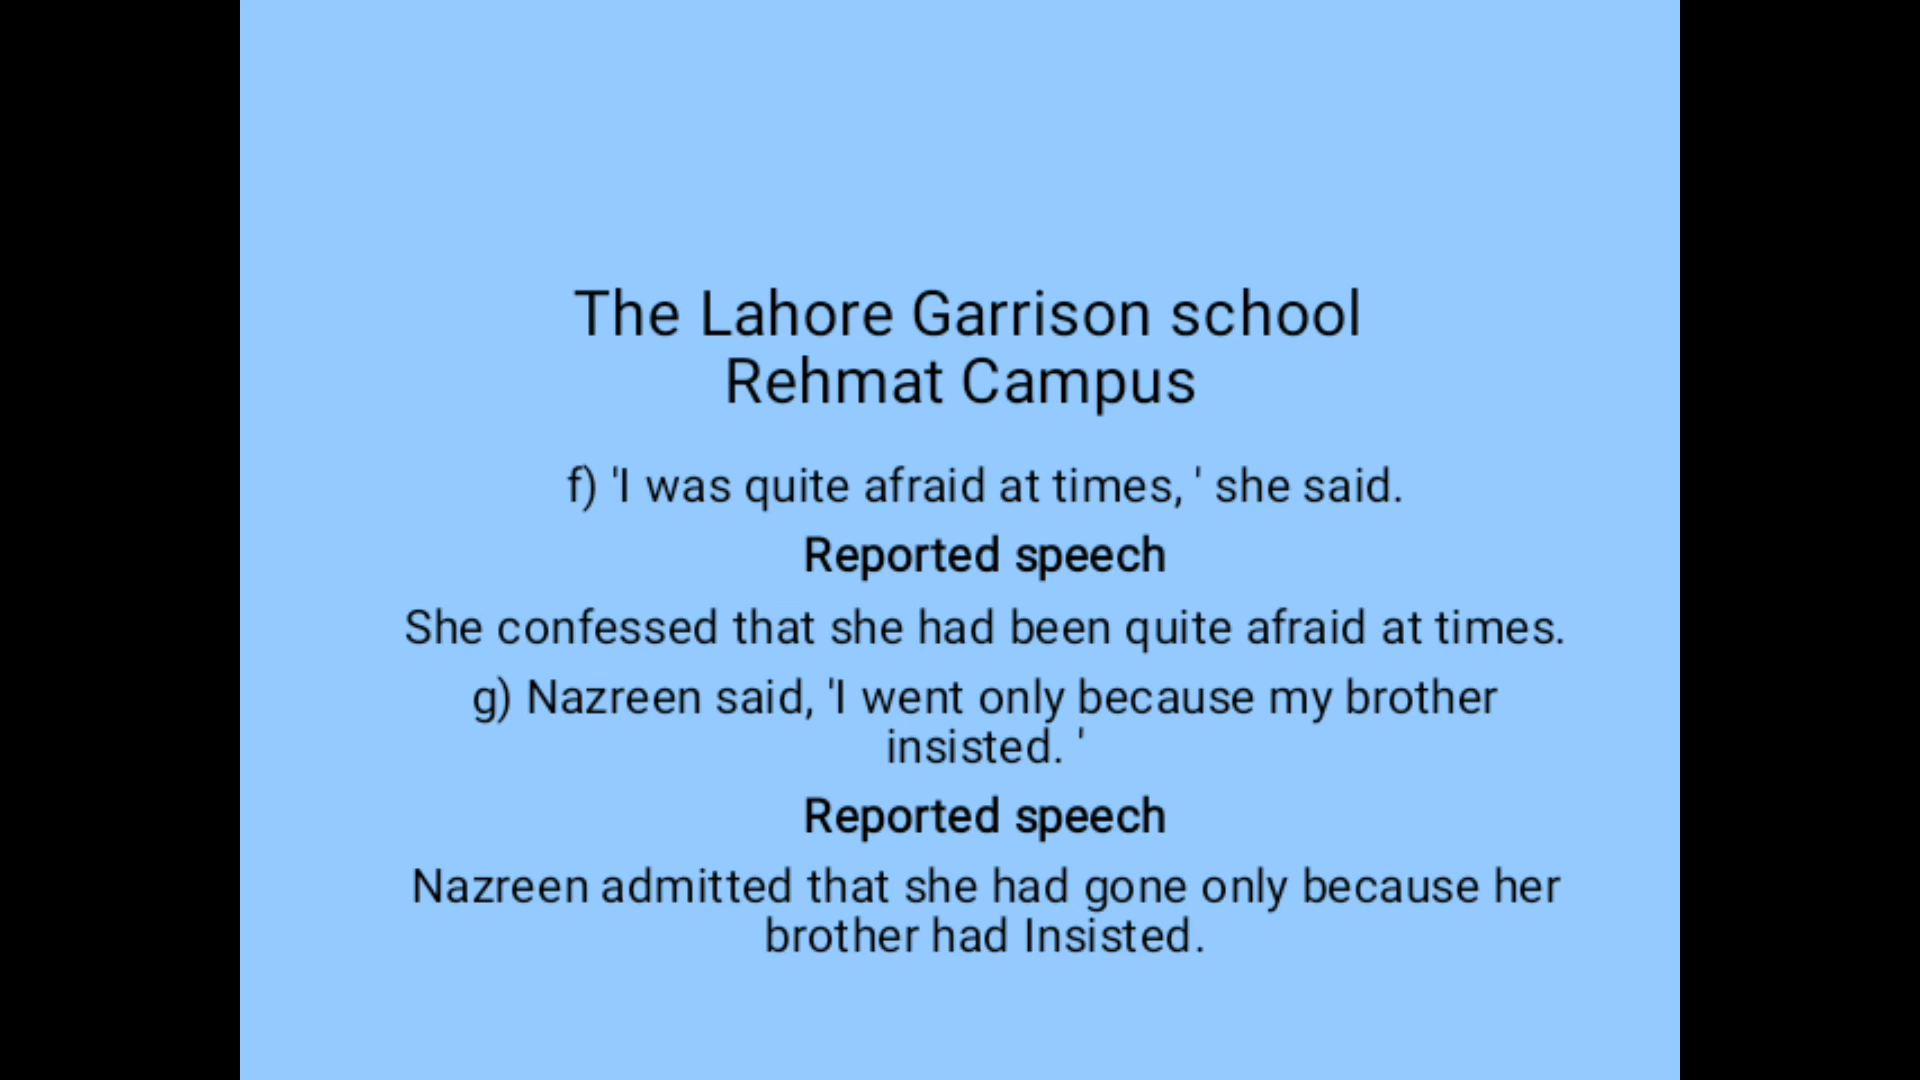 The Lahore Garrison school
Rehmat Campus
f) 'I was quite afraid at times, ' she said.
Reported speech
She confessed that she had been quite afraid at times.
g) Nazreen said, 'I went only because my brother
insisted. '
Reported speech
Nazreen admitted that she had gone only because her
brother had Insisted.